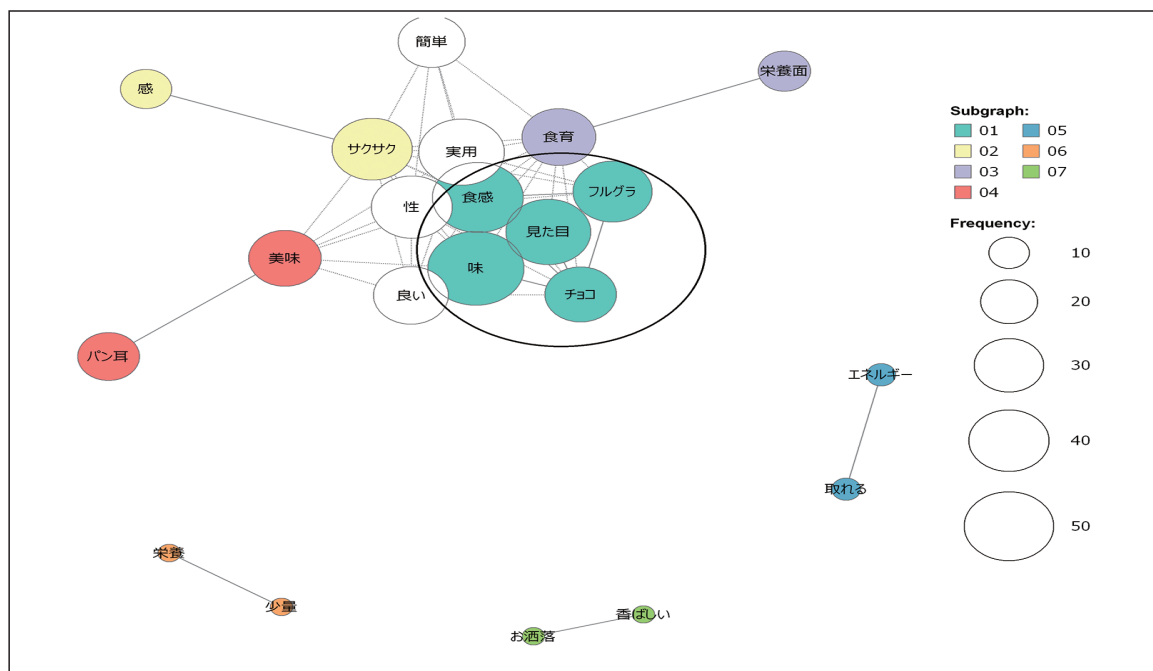 簡単
栄養面
感
サクサク
実用
食育
性
食感
フルグラ
見た目
美味
味
良い
チョコ
パン耳
エネルギー
取れる
栄養
少量
お洒落
香ばしい
Subgraph:
01
05
02
06
03
07
04
Frequency:
10
20
30
40
50